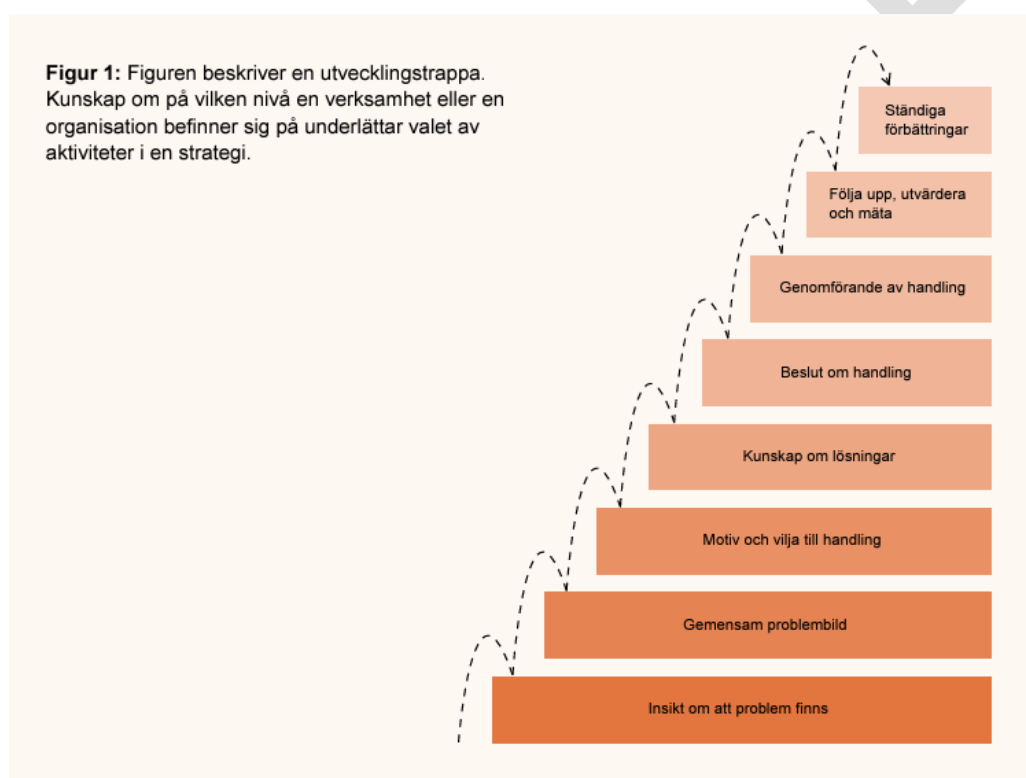 Figur 1: Figuren beskriver en utvecklingstrappa.
Kunskap om på vilken nivå en verksamhet eller en
organisation befinner sig på underlättar valet av
aktiviteter i en strategi.
Ständiga
förbättringar
Följa upp, utvärdera
och mäta
Genomförande av handling
Beslut om handling
Kunskap om lösningar
Motiv och vilja till handling
Gemensam problembild
Insikt om att problem finns